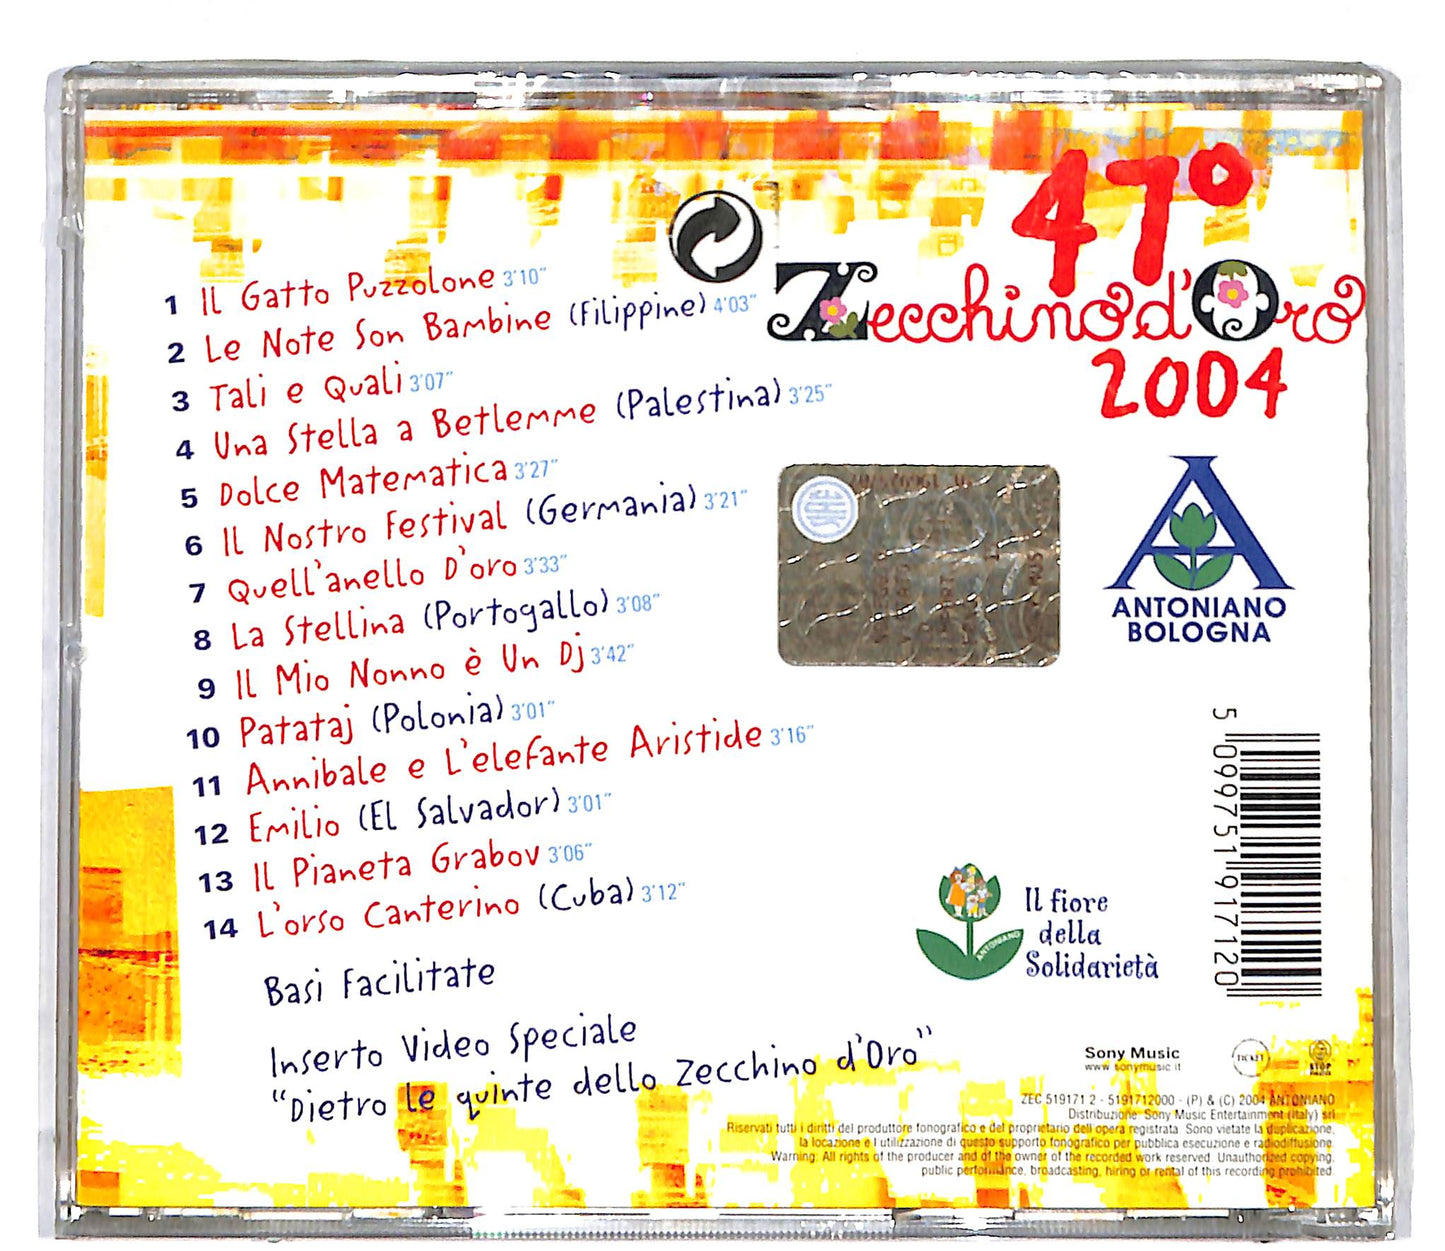 47°
Zecchino d'Oro
2004
1 Il Gatto Puzzolone 3'10"
2 Le Note Son Bambine (Filippine) 4'03"
3 Tali e Quali 3'07"
4 Una Stella a Betlemme (Palestina) 3'25"
5 Dolce Matematica 3'27"
6 Il Nostro Festival (Germania) 3'21"
7 Quell'anello D'oro 3'33"
8 La Stellina (Portogallo) 3'08"
9 Il Mio Nonno è Un Dj 3'42"
10 Patataj (Polonia) 3'01"
11 Annibale e L'elefante Aristide 3'16"
12 Emilio (El Salvador) 3'01"
13 Il Pianeta Grabov 3'06"
14 L'orso Canterino (Cuba) 3'12"
Basi Facilitate
Inserto Video Speciale
"Dietro le quinte dello Zecchino d'Oro"
ANTONIANO
BOLOGNA
ANTONIANO
Il fiore
della
Solidarietà
5 099751 917120
Sony Music
www sonymusic it
TICKET
STOP
ZEC 519171 2 - 5191712000 - (P) & (C) 2004 ANTONIANO
Distribuzione: Sony Music Entertainment (Italy) srl
Riservati tutti i diritti del produttore fonografico e del proprietario dell opera registrata. Sono vietate la duplicazione,
la locazione e l utilizzazione di questo supporto fonografico per pubblica esecuzione e radiodiffusione.
Warning: All rights of the producer and of the owner of the recorded work reserved. Unauthorized copying,
public performance, broadcasting, hiring or rental of this recording prohibited.